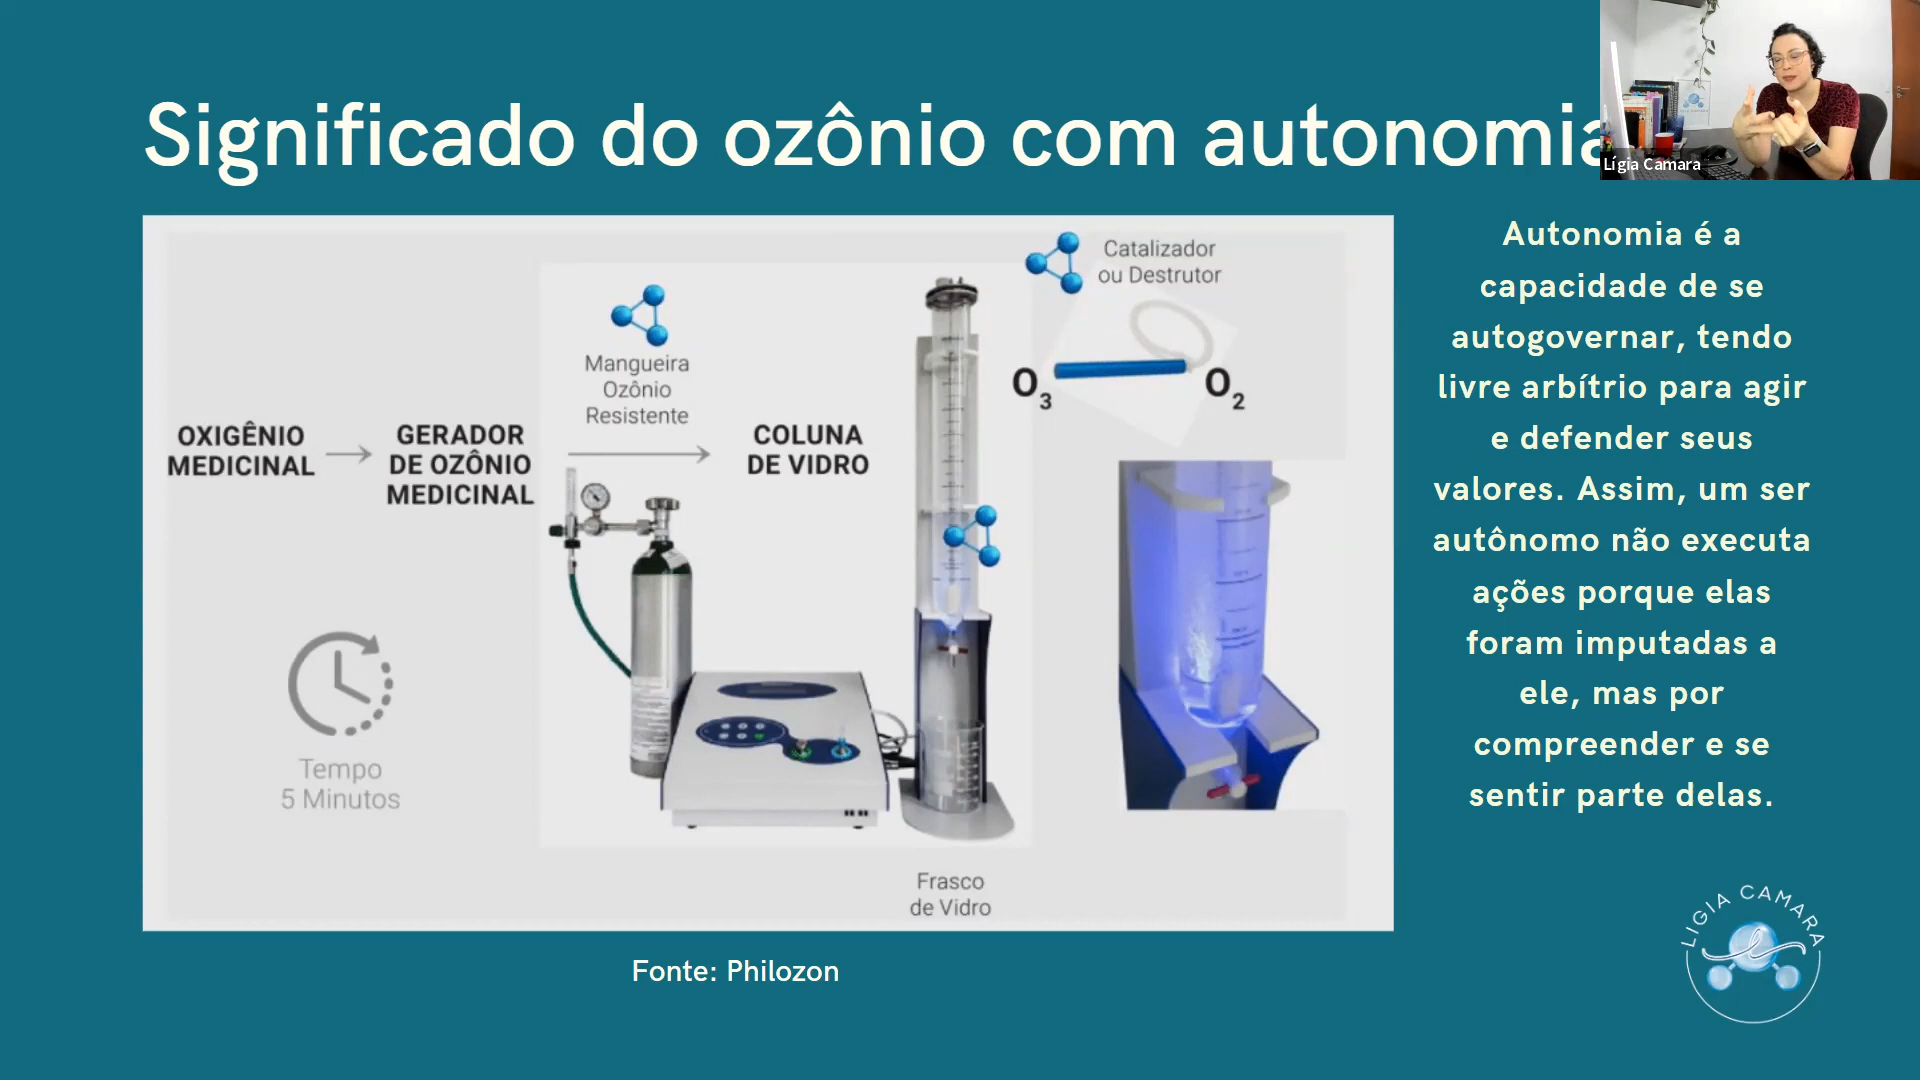 Significado do ozônio com autonomia
Lígia Camara
Catalizador
ou Destrutor
Mangueira
Ozônio
Resistente
O3
O2
OXIGÊNIO
MEDICINAL
GERADOR
DE OZÔNIO
MEDICINAL
COLUNA
DE VIDRO
Tempo
5 Minutos
Frasco
de Vidro
Fonte: Philozon
Autonomia é a
capacidade de se
autogovernar, tendo
livre arbítrio para agir
e defender seus
valores. Assim, um ser
autônomo não executa
ações porque elas
foram imputadas a
ele, mas por
compreender e se
sentir parte delas.
LIGIA CAMARA